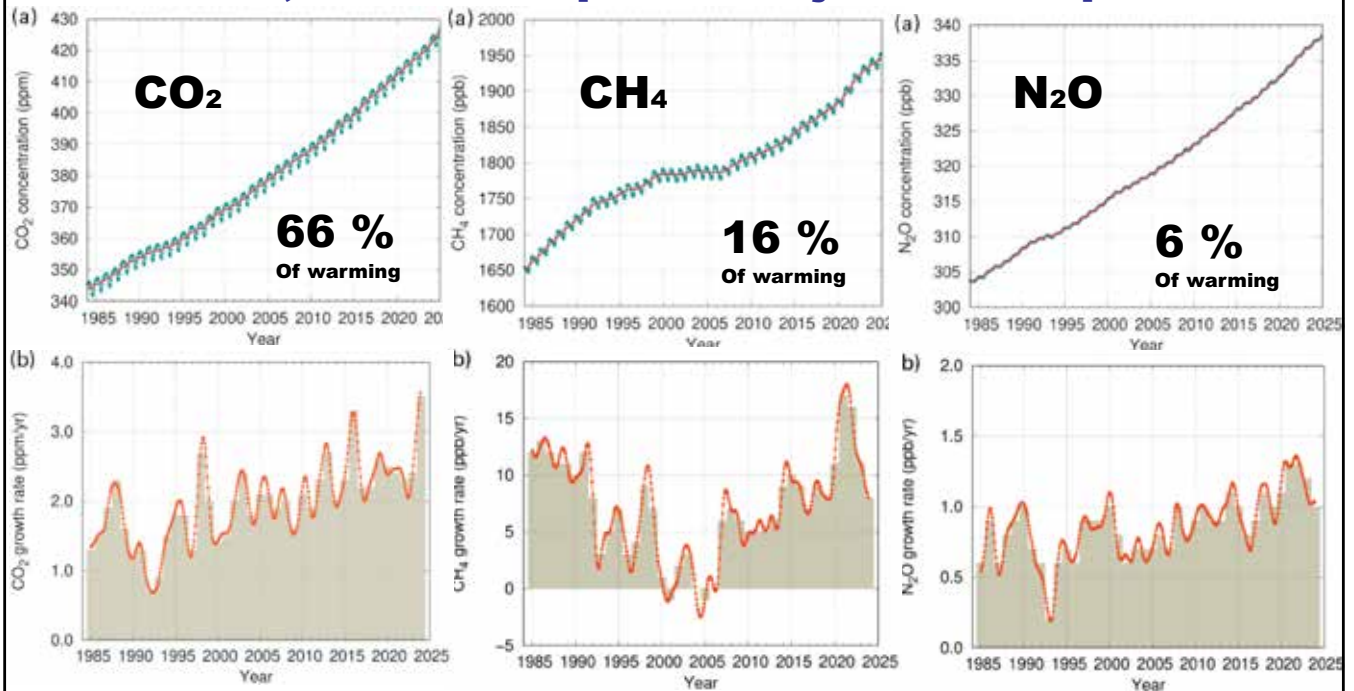 (a)
CO₂ concentration (ppm)
430
420
410
400
390
380
370
360
350
340
CO₂
66 %
Of warming
1985 1990 1995 2000 2005 2010 2015 2020 20
Year
(a)
CH₄ concentration (ppb)
2000
1950
1900
1850
1800
1750
1700
1650
1600
CH₄
16 %
Of warming
1985 1990 1995 2000 2005 2010 2015 2020 202
Year
(a)
N₂O concentration (ppb)
340
335
330
325
320
315
310
305
300
N₂O
6 %
Of warming
1985 1990 1995 2000 2005 2010 2015 2020 2025
Year
(b)
CO₂ growth rate (ppm/yr)
4.0
3.0
2.0
1.0
0.0
1985 1990 1995 2000 2005 2010 2015 2020 2025
Year
b)
CH₄ growth rate (ppb/yr)
20
15
10
5
0
−5
1985 1990 1995 2000 2005 2010 2015 2020 2025
Year
b)
N₂O growth rate (ppb/yr)
2.0
1.5
1.0
0.5
0.0
1985 1990 1995 2000 2005 2010 2015 2020 2025
Year